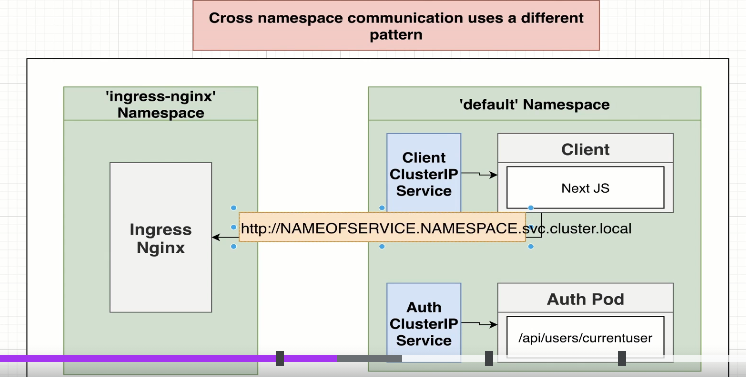 Cross namespace communication uses a different
pattern
'ingress-nginx'
Namespace
'default' Namespace
Client
ClusterIP
Service
Client
Next JS
Ingress
Nginx
http://NAMEOFSERVICE.NAMESPACE.svc.cluster.local
Auth
ClusterIP
Service
Auth Pod
/api/users/currentuser